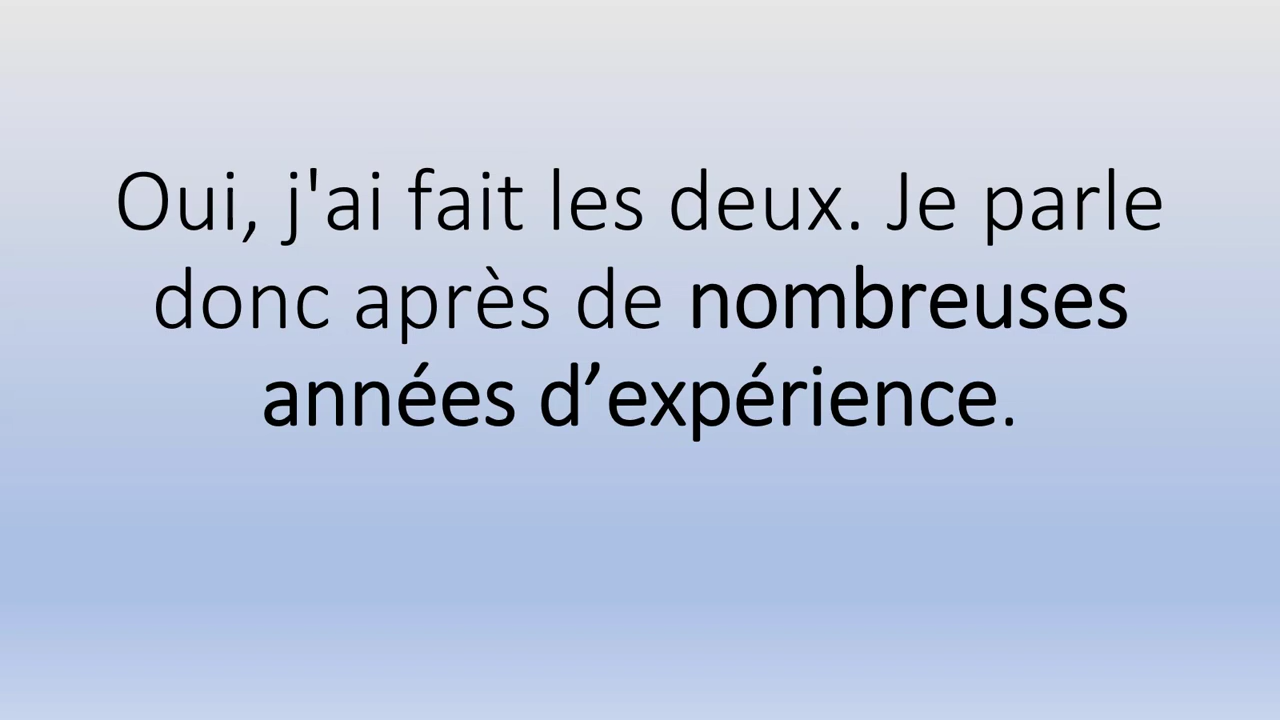 Oui, j'ai fait les deux. Je parle
donc après de nombreuses
années d’expérience.